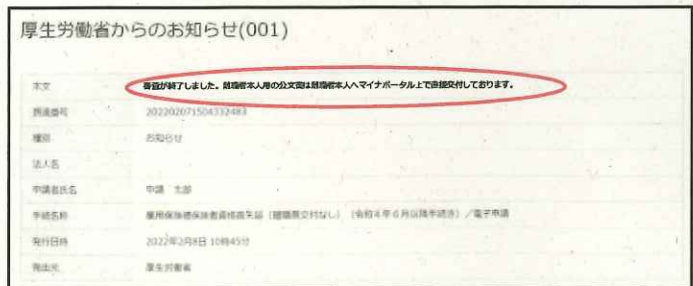 厚生労働省からのお知らせ(001)
本文 審査が終了しました。離職者本人用の公文書は離職者本人へマイナポータル上で直接交付しております。
到達番号 202202071504332483
種別 お知らせ
法人名
申請者氏名 申請 太郎
手続名称 雇用保険被保険者資格喪失届（離職票交付なし）（令和4年6月以降手続き）／電子申請
発行日時 2022年2月8日 10時45分
発出元 厚生労働省